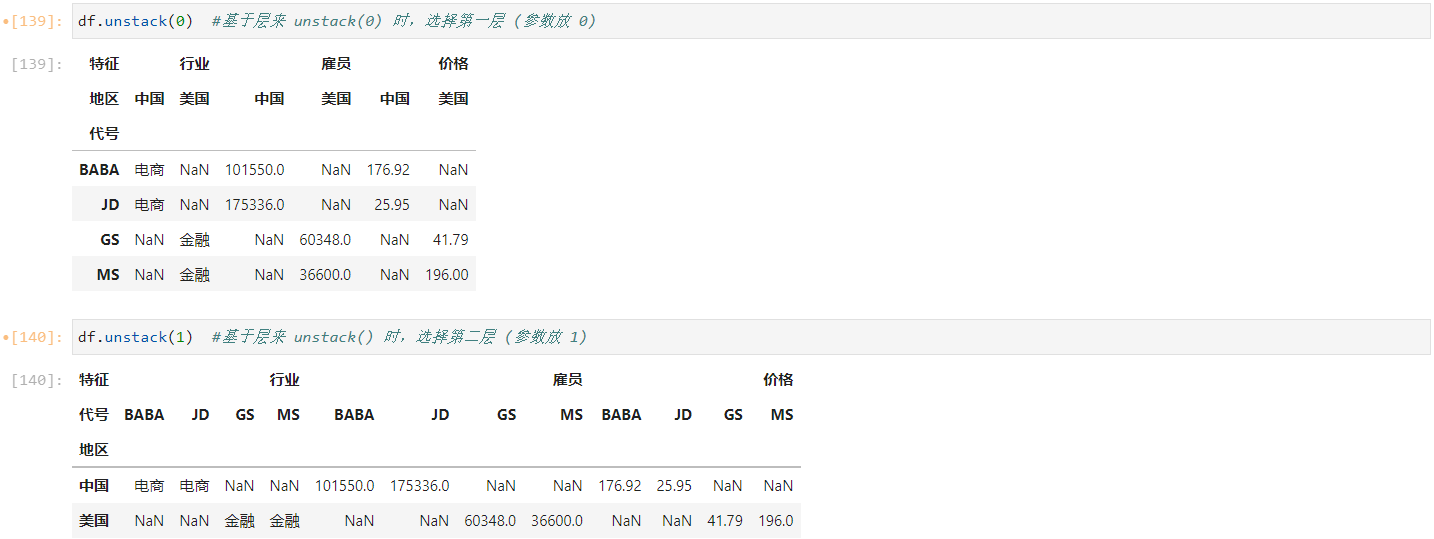 [139]: df.unstack(0) #基于层来 unstack(0) 时，选择第一层 (参数放 0)
[139]: 特征 行业 雇员 价格
地区 中国 美国 中国 美国 中国 美国
代号
BABA 电商 NaN 101550.0 NaN 176.92 NaN
JD 电商 NaN 175336.0 NaN 25.95 NaN
GS NaN 金融 NaN 60348.0 NaN 41.79
MS NaN 金融 NaN 36600.0 NaN 196.00
[140]: df.unstack(1) #基于层来 unstack() 时，选择第二层 (参数放 1)
[140]: 特征 行业 雇员 价格
代号 BABA JD GS MS BABA JD GS MS BABA JD GS MS
地区
中国 电商 电商 NaN NaN 101550.0 175336.0 NaN NaN 176.92 25.95 NaN NaN
美国 NaN NaN 金融 金融 NaN NaN 60348.0 36600.0 NaN NaN 41.79 196.0